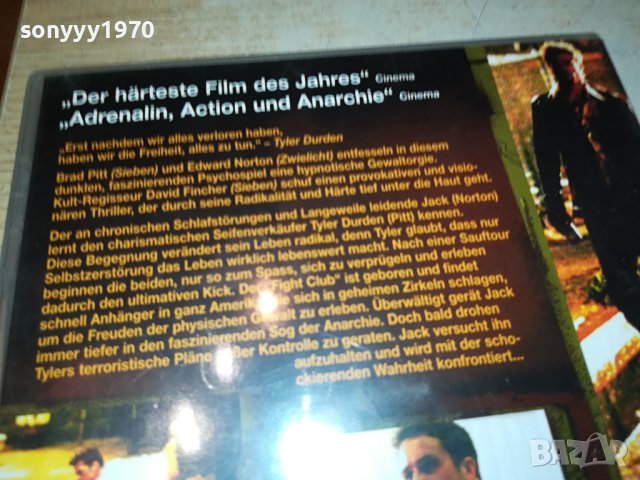 sonyyy1970
„Der härteste Film des Jahres“ Cinema
„Adrenalin, Action und Anarchie“ Cinema
„Erst nachdem wir alles verloren haben,
haben wir die Freiheit, alles zu tun.“ – Tyler Durden
Brad Pitt (Sieben) und Edward Norton (Zwielicht) entfesseln in diesem
dunklen, faszinierenden Psychospiel eine hypnotische Gewaltorgie.
Kult-Regisseur David Fincher (Sieben) schuf einen provokativen und visio-
nären Thriller, der durch seine Radikalität und Härte tief unter die Haut geht.
Der an chronischen Schlafstörungen und Langeweile leidende Jack (Norton)
lernt den charismatischen Seifenverkäufer Tyler Durden (Pitt) kennen.
Diese Begegnung verändert sein Leben radikal, denn Tyler glaubt, dass nur
Selbstzerstörung das Leben wirklich lebenswert macht. Nach einer Sauftour
beginnen die beiden, nur so zum Spass, sich zu verprügeln und erleben
dadurch den ultimativen Kick. Der „Fight Club“ ist geboren und findet
schnell Anhänger in ganz Amerika, die sich in geheimen Zirkeln schlagen,
um die Freuden der physischen Gewalt zu erleben. Überwältigt gerät Jack
immer tiefer in den faszinierenden Sog der Anarchie. Doch bald drohen
Tylers terroristische Pläne außer Kontrolle zu geraten. Jack versucht ihn
aufzuhalten und wird mit der scho-
ckierenden Wahrheit konfrontiert...
BAZAR